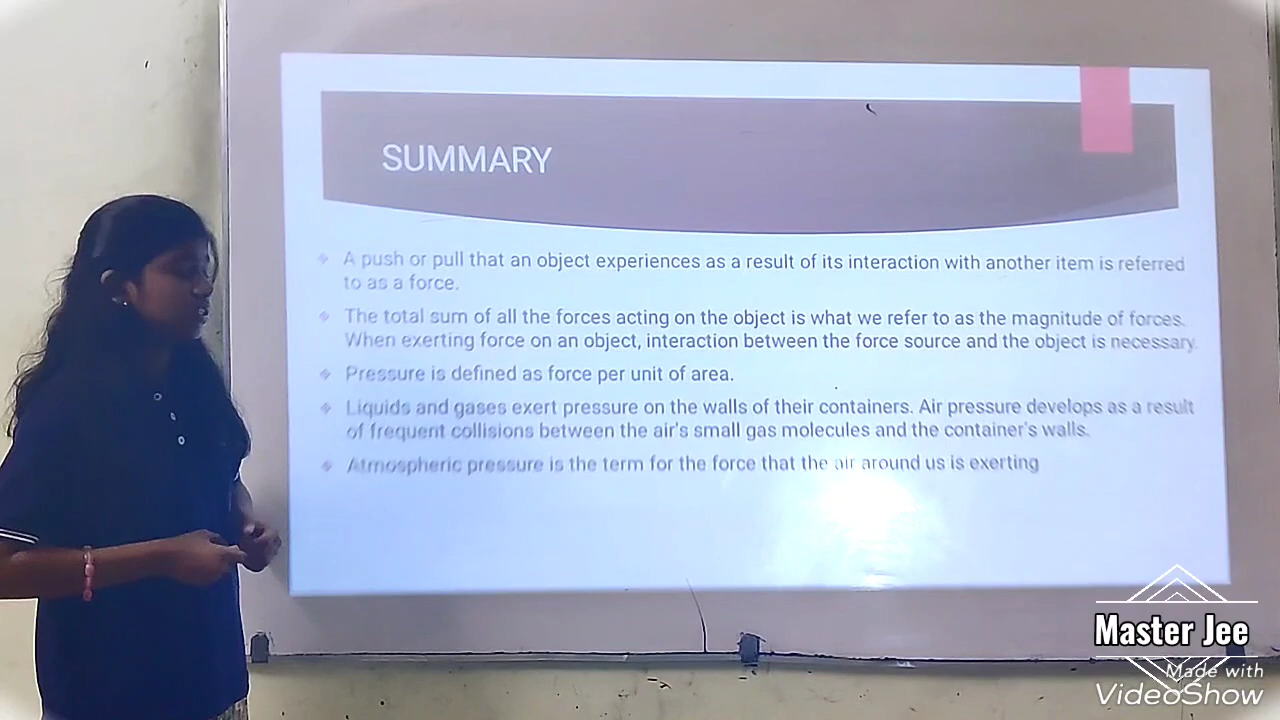 SUMMARY
A push or pull that an object experiences as a result of its interaction with another item is referred
to as a force.
The total sum of all the forces acting on the object is what we refer to as the magnitude of forces.
When exerting force on an object, interaction between the force source and the object is necessary.
Pressure is defined as force per unit of area.
Liquids and gases exert pressure on the walls of their containers. Air pressure develops as a result
of frequent collisions between the air's small gas molecules and the container's walls.
Atmospheric pressure is the term for the force that the air around us is exerting
Master Jee
Made with
VideoShow